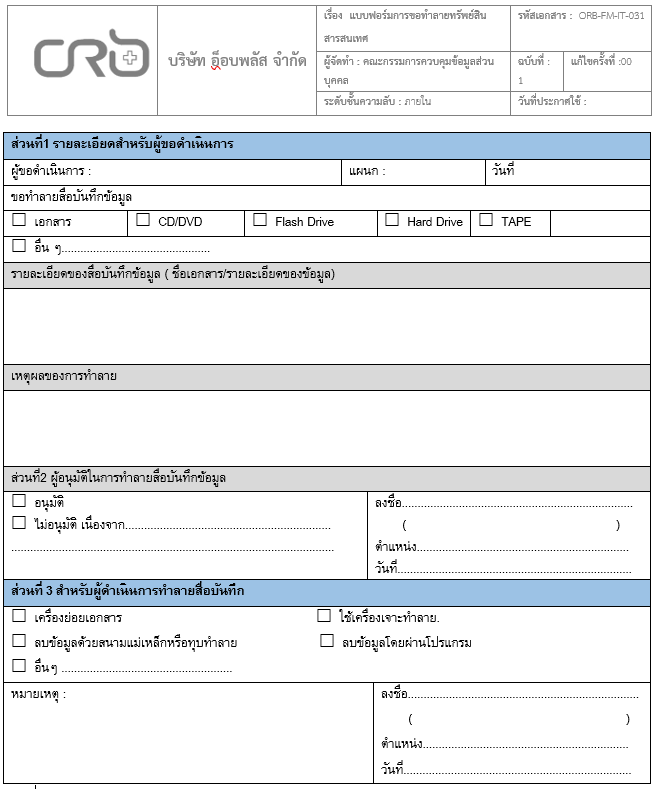 ORB+
บริษัท อ็อบพลัส จำกัด
เรื่อง แบบฟอร์มการขอทำลายทรัพย์สิน
สารสนเทศ
รหัสเอกสาร : ORB-FM-IT-031
ผู้จัดทำ : คณะกรรมการควบคุมข้อมูลส่วน
บุคคล
ฉบับที่ :
1
แก้ไขครั้งที่ :00
ระดับชั้นความลับ : ภายใน
วันที่ประกาศใช้ :
ส่วนที่1 รายละเอียดสำหรับผู้ขอดำเนินการ
ผู้ขอดำเนินการ : แผนก : วันที่
ขอทำลายสื่อบันทึกข้อมูล
☐ เอกสาร ☐ CD/DVD ☐ Flash Drive ☐ Hard Drive ☐ TAPE
☐ อื่น ๆ................................................
รายละเอียดของสื่อบันทึกข้อมูล ( ชื่อเอกสาร/รายละเอียดของข้อมูล)
เหตุผลของการทำลาย
ส่วนที่2 ผู้อนุมัติในการทำลายสื่อบันทึกข้อมูล
☐ อนุมัติ
☐ ไม่อนุมัติ เนื่องจาก..................................................................
.........................................................................................................
ลงชื่อ..........................................................................
( )
ตำแหน่ง....................................................................
วันที่...........................................................................
ส่วนที่ 3 สำหรับผู้ดำเนินการทำลายสื่อบันทึก
☐ เครื่องย่อยเอกสาร ☐ ใช้เครื่องเจาะทำลาย.
☐ ลบข้อมูลด้วยสนามแม่เหล็กหรือทุบทำลาย ☐ ลบข้อมูลโดยผ่านโปรแกรม
☐ อื่นๆ .......................................................
หมายเหตุ :
ลงชื่อ..........................................................................
( )
ตำแหน่ง..................................................................
วันที่.........................................................................